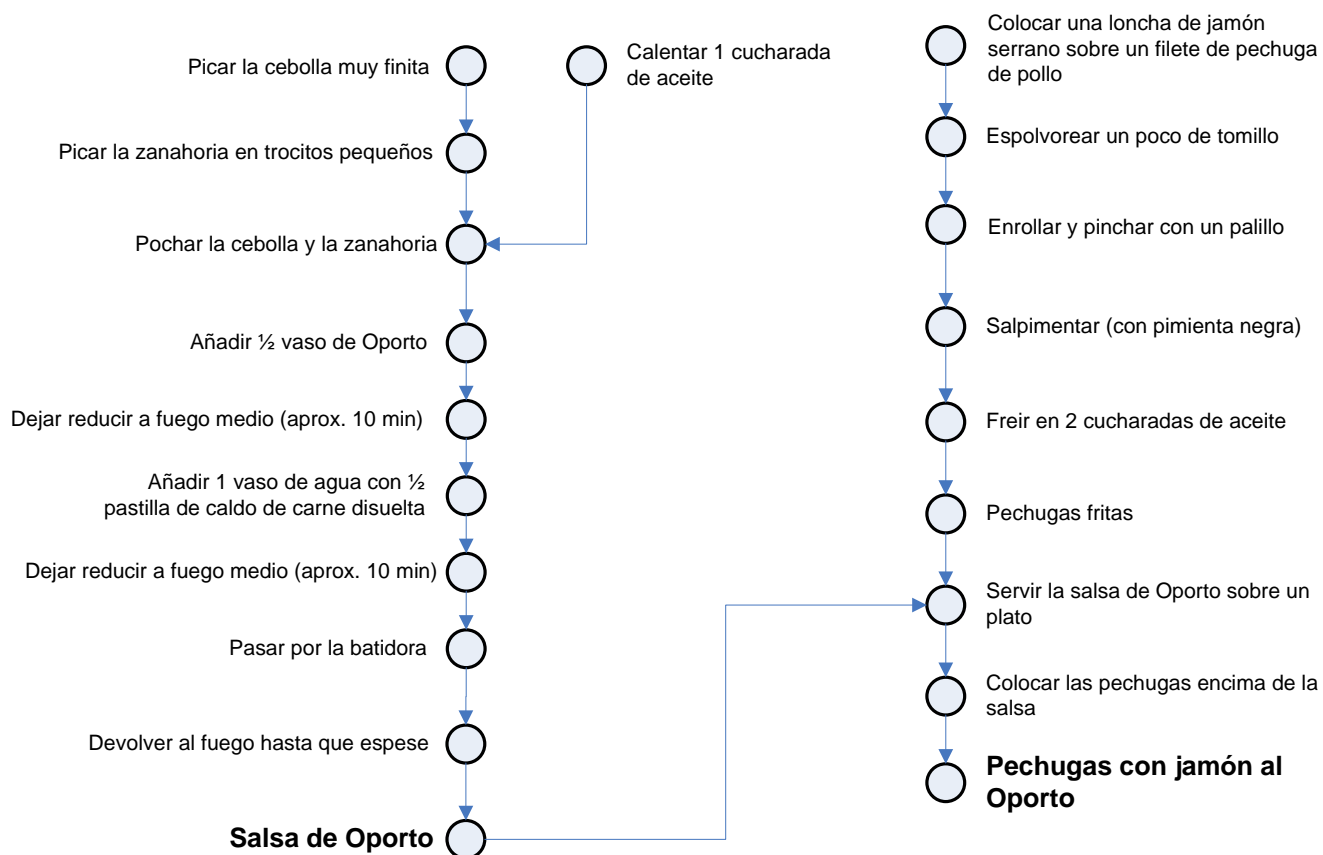 Picar la cebolla muy finita
Picar la zanahoria en trocitos pequeños
Pochar la cebolla y la zanahoria
Añadir ½ vaso de Oporto
Dejar reducir a fuego medio (aprox. 10 min)
Añadir 1 vaso de agua con ½
pastilla de caldo de carne disuelta
Dejar reducir a fuego medio (aprox. 10 min)
Pasar por la batidora
Devolver al fuego hasta que espese
Salsa de Oporto
Calentar 1 cucharada
de aceite
Colocar una loncha de jamón
serrano sobre un filete de pechuga
de pollo
Espolvorear un poco de tomillo
Enrollar y pinchar con un palillo
Salpimentar (con pimienta negra)
Freir en 2 cucharadas de aceite
Pechugas fritas
Servir la salsa de Oporto sobre un
plato
Colocar las pechugas encima de la
salsa
Pechugas con jamón al
Oporto